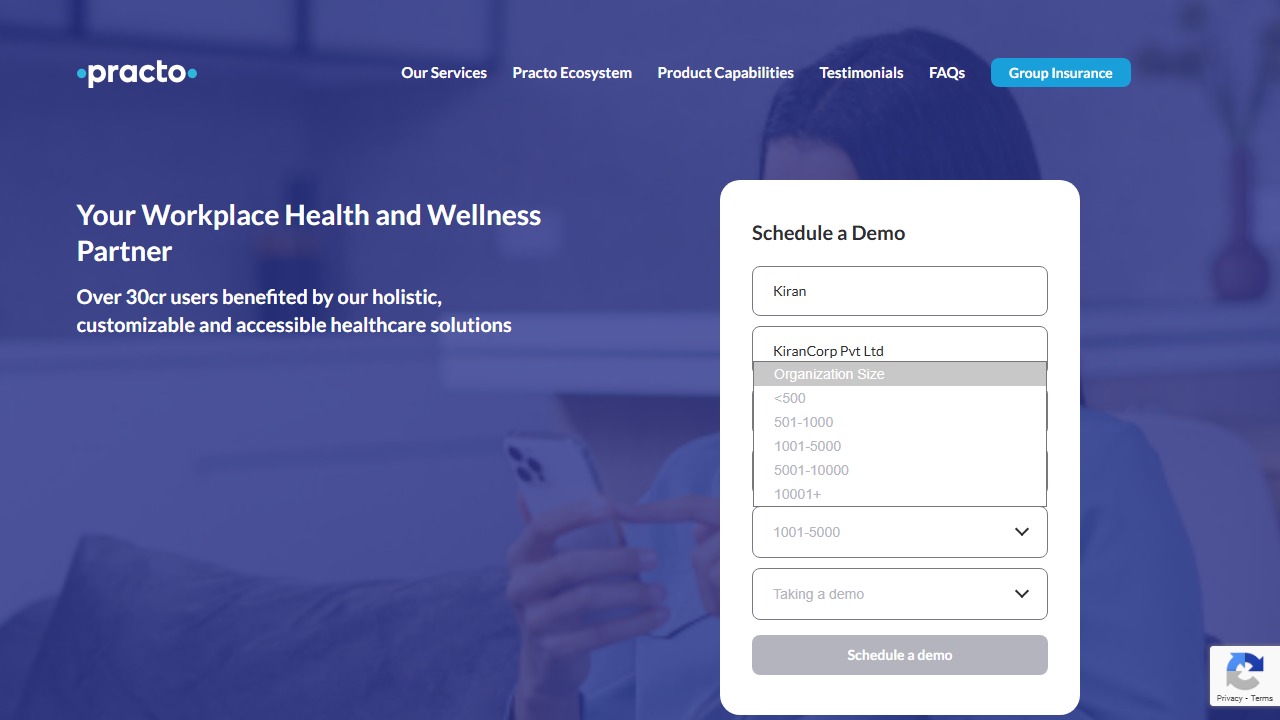 practo
Our Services
Practo Ecosystem
Product Capabilities
Testimonials
FAQs
Group Insurance
Your Workplace Health and Wellness
Partner
Over 30cr users benefited by our holistic,
customizable and accessible healthcare solutions
Schedule a Demo
Kiran
KiranCorp Pvt Ltd
Organization Size
<500
501-1000
1001-5000
5001-10000
10001+
1001-5000
Taking a demo
Schedule a demo
Privacy - Terms